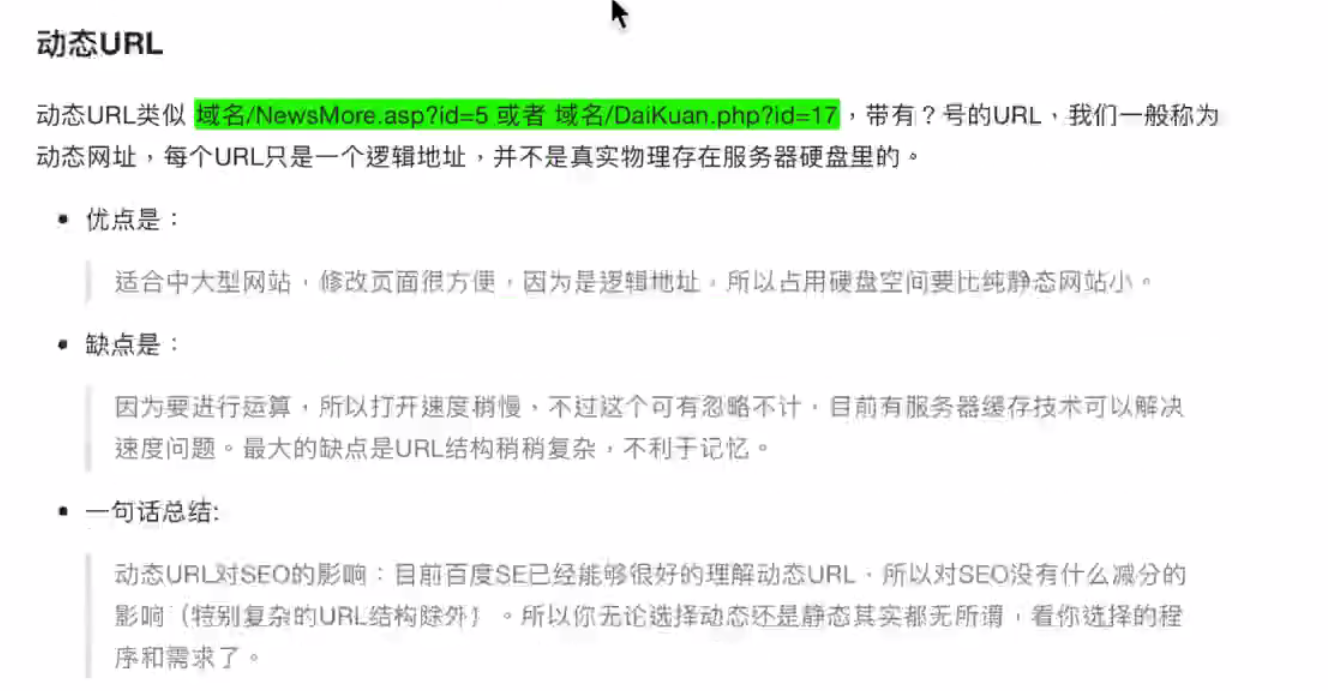 动态URL
动态URL类似 域名/NewsMore.asp?id=5 或者 域名/DaiKuan.php?id=17，带有？号的URL，我们一般称为
动态网址，每个URL只是一个逻辑地址，并不是真实物理存在服务器硬盘里的。
• 优点是：
适合中大型网站，修改页面很方便，因为是逻辑地址，所以占用硬盘空间要比纯静态网站小。
• 缺点是：
因为要进行运算，所以打开速度稍慢，不过这个可有忽略不计，目前有服务器缓存技术可以解决
速度问题。最大的缺点是URL结构稍稍复杂，不利于记忆。
• 一句话总结:
动态URL对SEO的影响：目前百度SE已经能够很好的理解动态URL，所以对SEO没有什么减分的
影响（特别复杂的URL结构除外）。所以你无论选择动态还是静态其实都无所谓，看你选择的程
序和需求了。